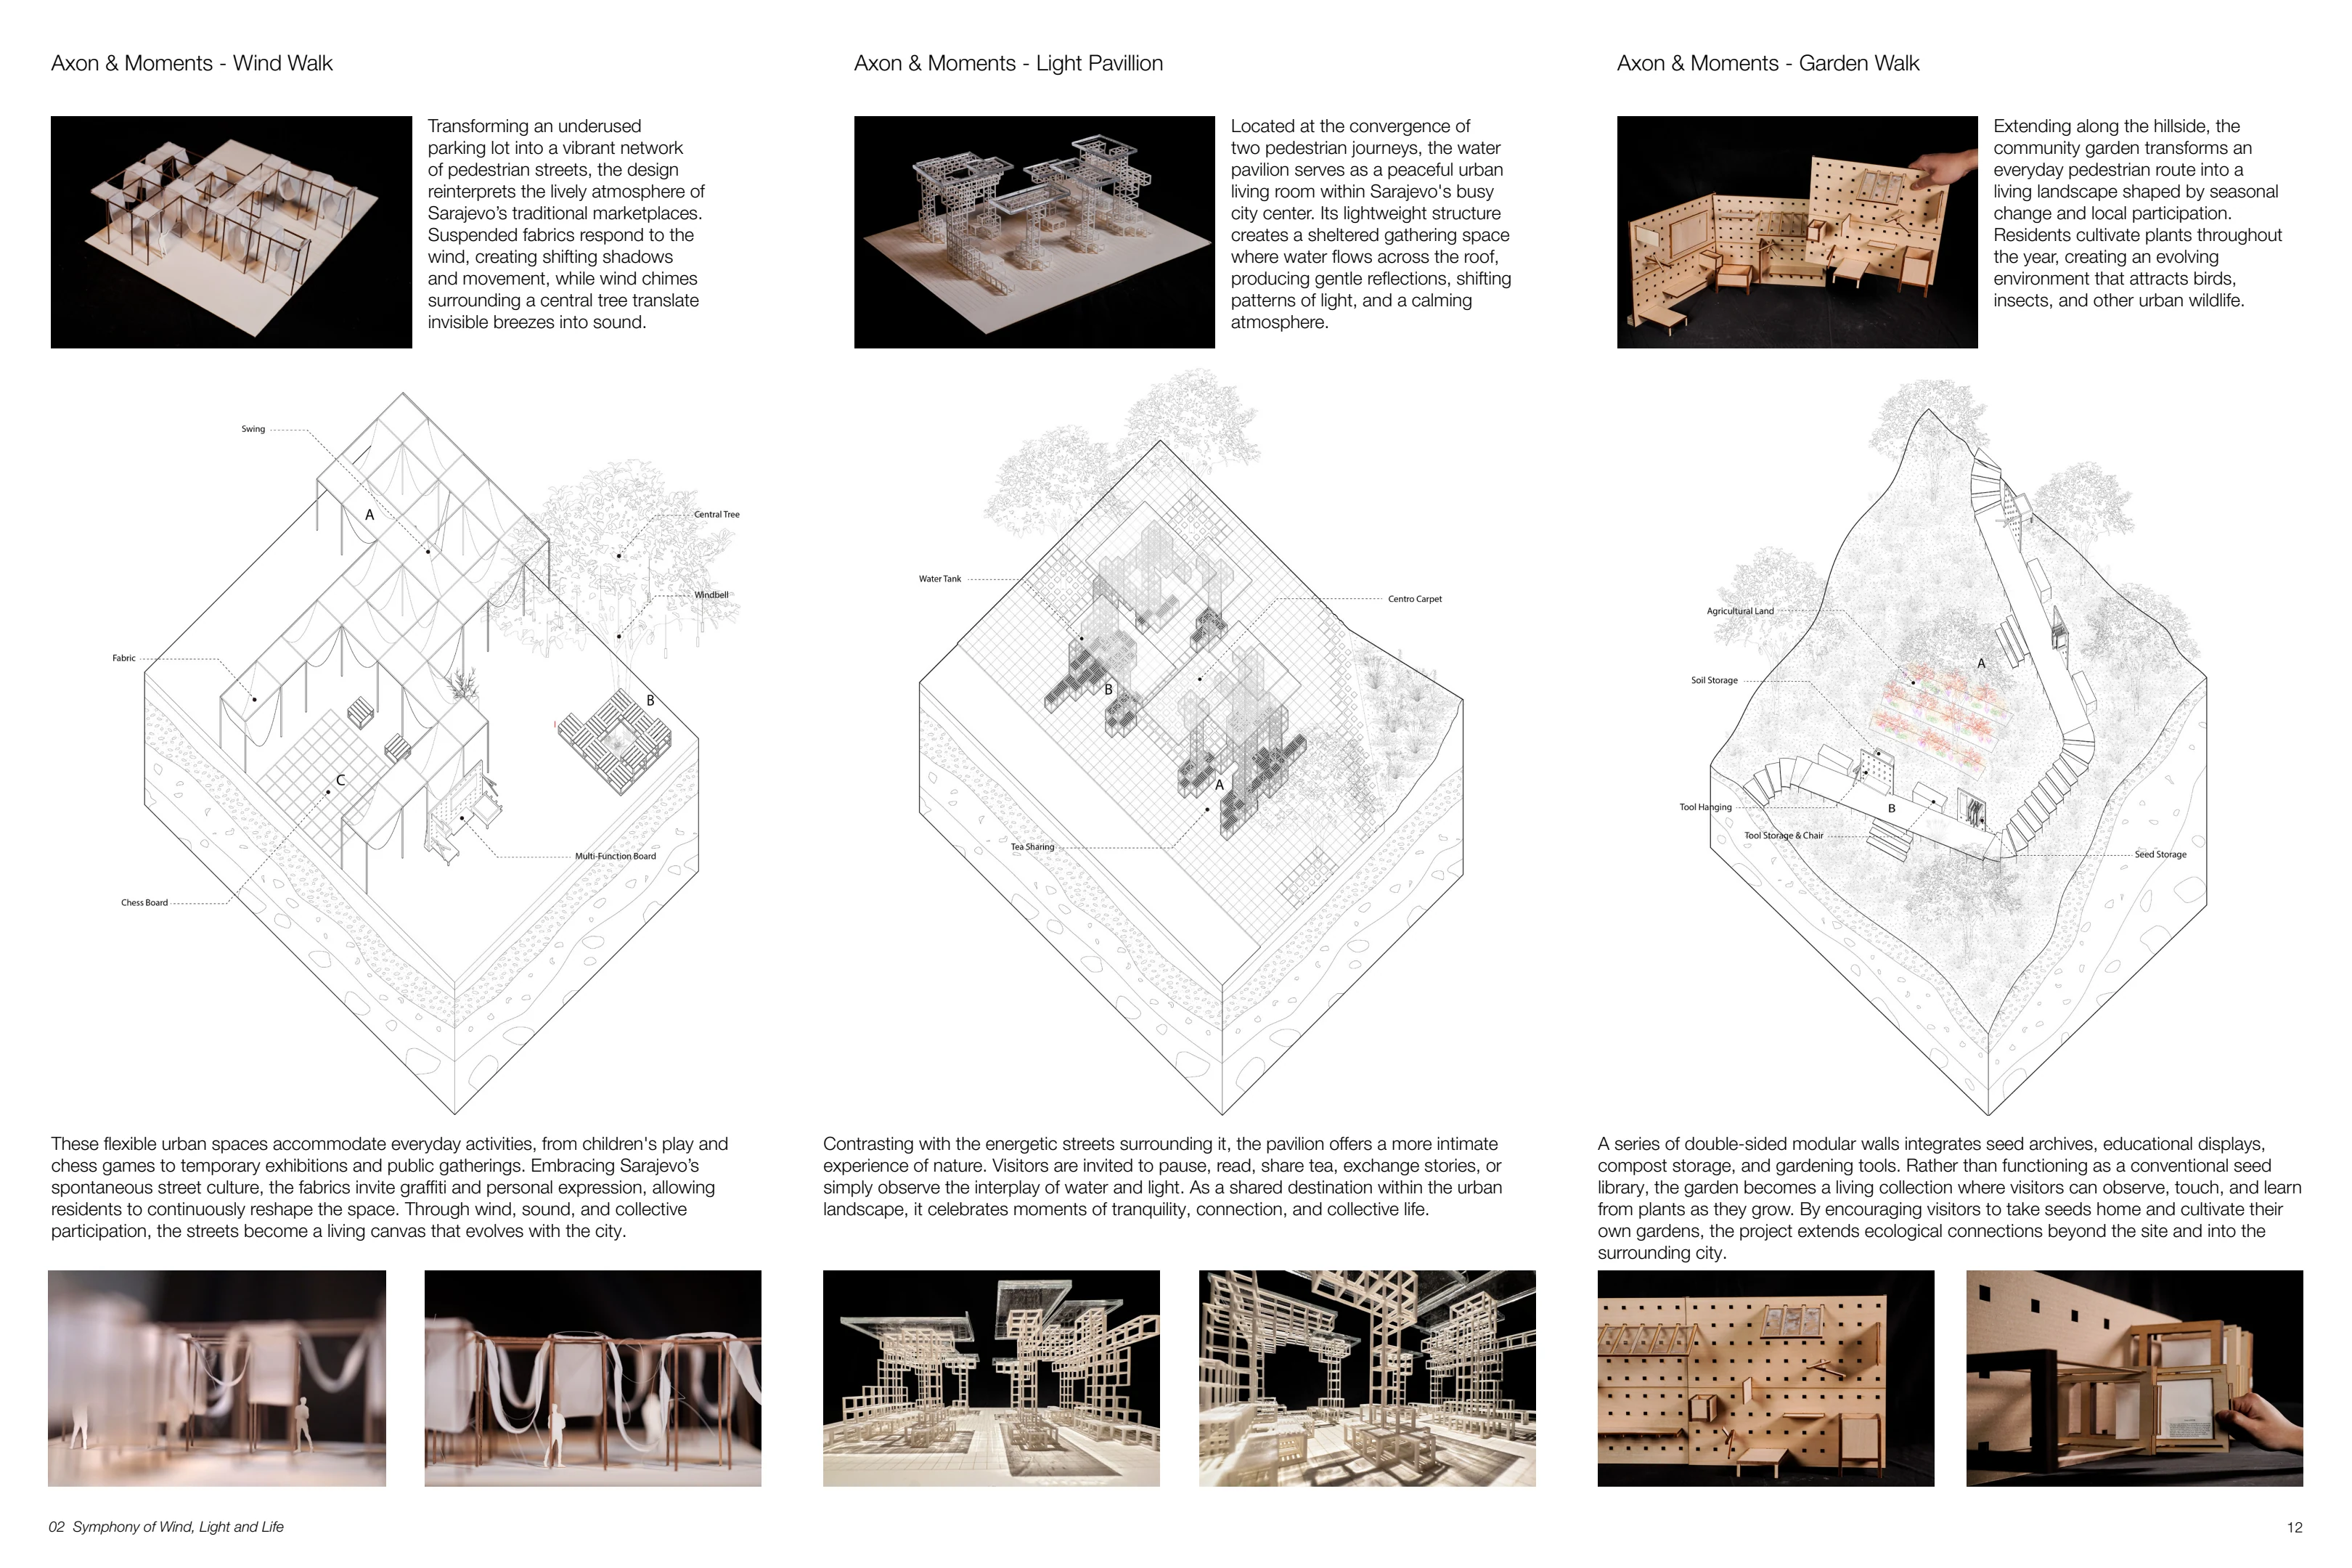 Axon & Moments - Wind Walk
Transforming an underused
parking lot into a vibrant network
of pedestrian streets, the design
reinterprets the lively atmosphere of
Sarajevo’s traditional marketplaces.
Suspended fabrics respond to the
wind, creating shifting shadows
and movement, while wind chimes
surrounding a central tree translate
invisible breezes into sound.
Swing
A
Central Tree
Windbell
Fabric
B
C
Multi-Function Board
Chess Board
These flexible urban spaces accommodate everyday activities, from children's play and
chess games to temporary exhibitions and public gatherings. Embracing Sarajevo’s
spontaneous street culture, the fabrics invite graffiti and personal expression, allowing
residents to continuously reshape the space. Through wind, sound, and collective
participation, the streets become a living canvas that evolves with the city.
Axon & Moments - Light Pavillion
Located at the convergence of
two pedestrian journeys, the water
pavilion serves as a peaceful urban
living room within Sarajevo's busy
city center. Its lightweight structure
creates a sheltered gathering space
where water flows across the roof,
producing gentle reflections, shifting
patterns of light, and a calming
atmosphere.
Water Tank
Centro Carpet
B
A
Tea Sharing
Contrasting with the energetic streets surrounding it, the pavilion offers a more intimate
experience of nature. Visitors are invited to pause, read, share tea, exchange stories, or
simply observe the interplay of water and light. As a shared destination within the urban
landscape, it celebrates moments of tranquility, connection, and collective life.
Axon & Moments - Garden Walk
Extending along the hillside, the
community garden transforms an
everyday pedestrian route into a
living landscape shaped by seasonal
change and local participation.
Residents cultivate plants throughout
the year, creating an evolving
environment that attracts birds,
insects, and other urban wildlife.
Agricultural Land
A
Soil Storage
Tool Hanging
B
Tool Storage & Chair
Seed Storage
A series of double-sided modular walls integrates seed archives, educational displays,
compost storage, and gardening tools. Rather than functioning as a conventional seed
library, the garden becomes a living collection where visitors can observe, touch, and learn
from plants as they grow. By encouraging visitors to take seeds home and cultivate their
own gardens, the project extends ecological connections beyond the site and into the
surrounding city.
02 Symphony of Wind, Light and Life
12